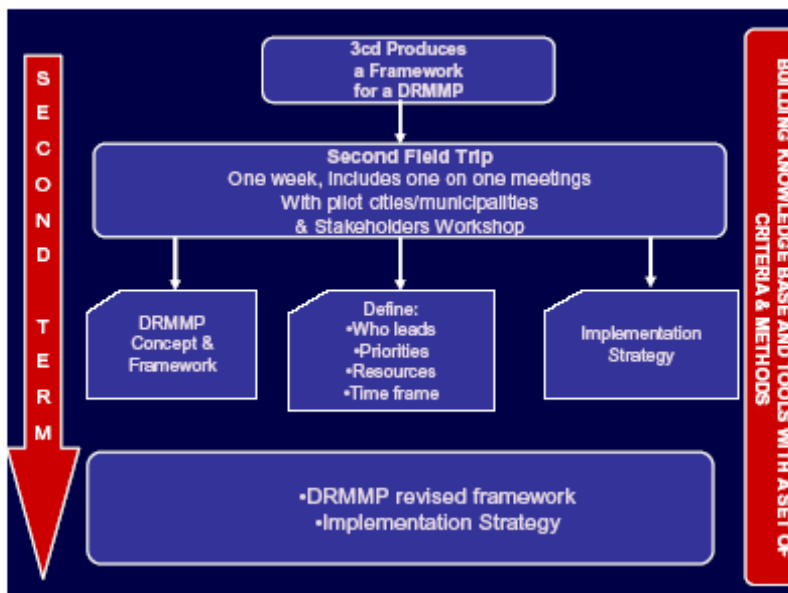 SECOND TERM
3cd Produces
a Framework
for a DRMMP
Second Field Trip
One week, includes one on one meetings
With pilot cities/municipalities
& Stakeholders Workshop
DRMMP
Concept &
Framework
Define:
•Who leads
•Priorities
•Resources
•Time frame
Implementation
Strategy
•DRMMP revised framework
•Implementation Strategy
BUILDING KNOWLEDGE BASE AND TOOLS WITH A SET OF
CRITERIA & METHODS